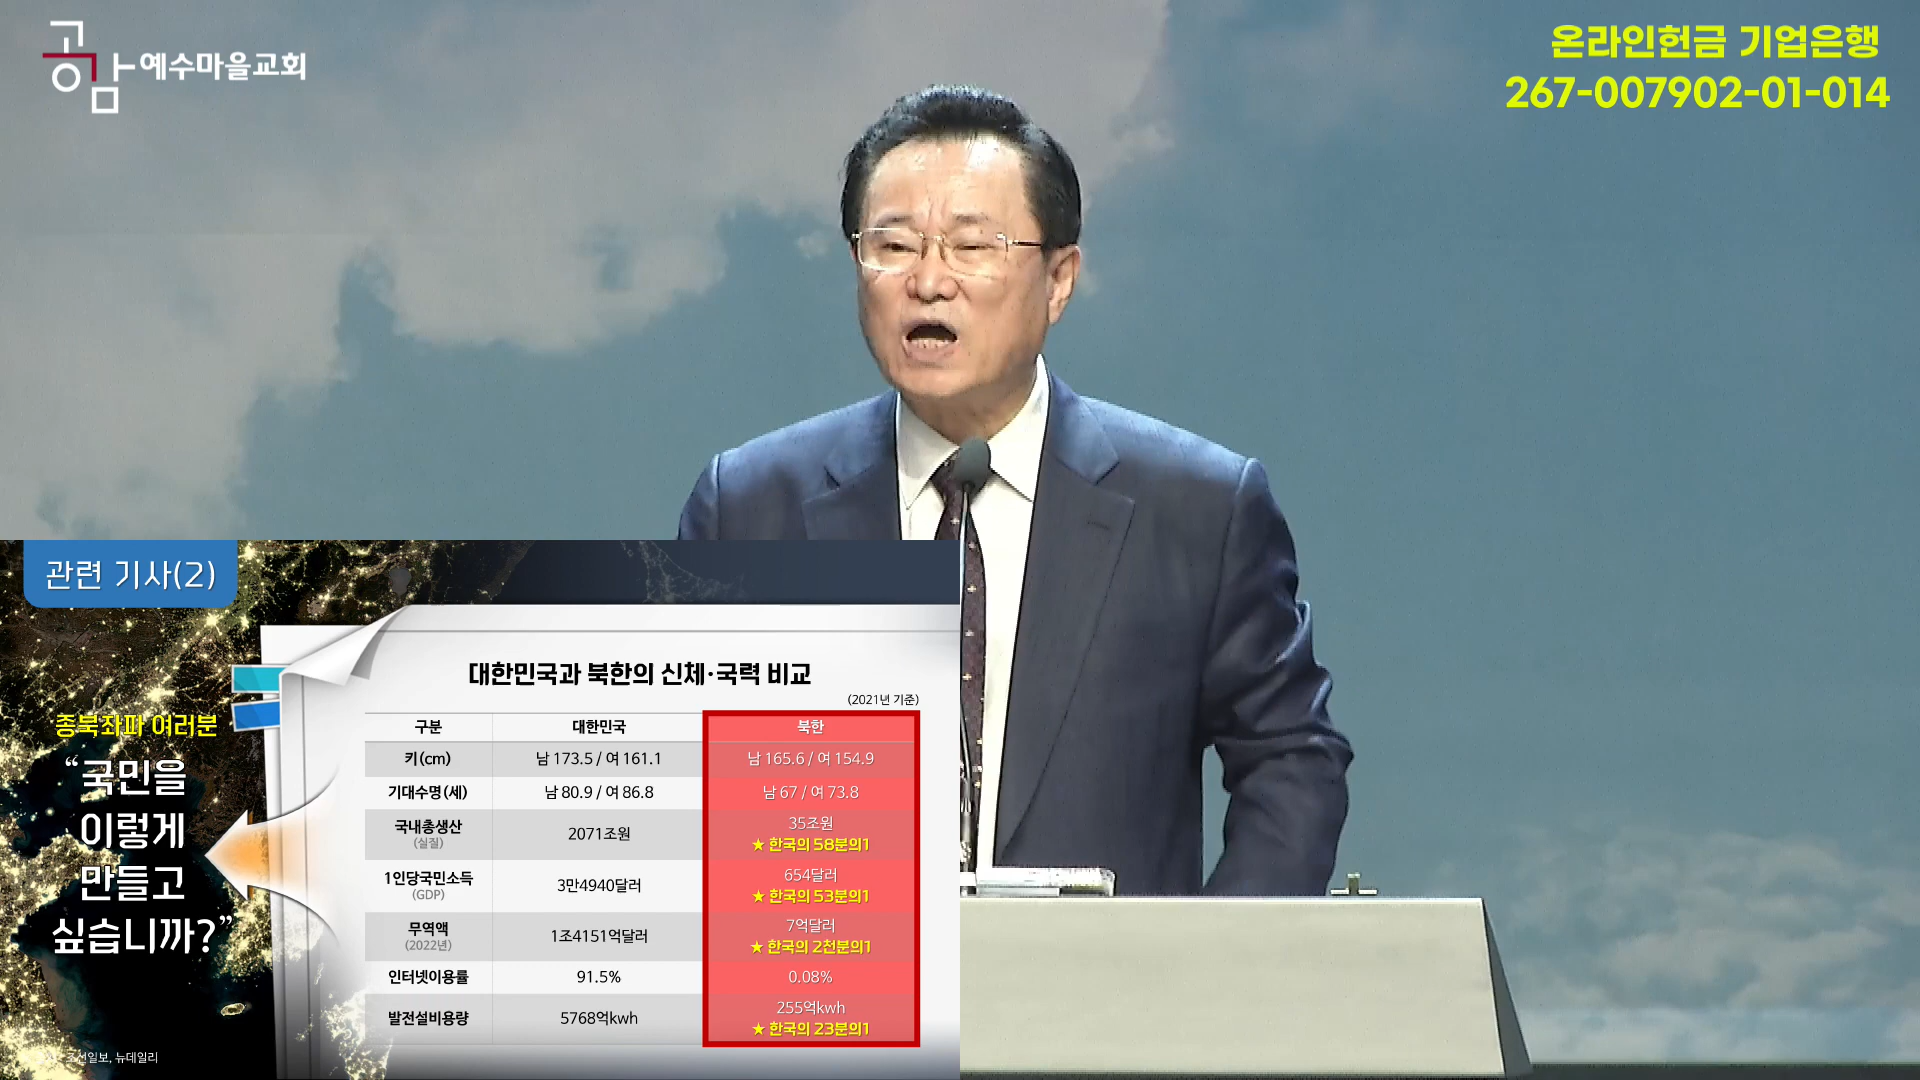 공감 예수마을교회
온라인헌금 기업은행
267-007902-01-014
관련 기사(2)
종북좌파 여러분
“국민을
이렇게
만들고
싶습니까?”
대한민국과 북한의 신체·국력 비교
(2021년 기준)
구분 대한민국 북한
키(cm) 남 173.5 / 여 161.1 남 165.6 / 여 154.9
기대수명(세) 남 80.9 / 여 86.8 남 67 / 여 73.8
국내총생산 (실질) 2071조원 35조원
★ 한국의 58분의1
1인당국민소득 (GDP) 3만4940달러 654달러
★ 한국의 53분의1
무역액 (2022년) 1조4151억달러 7억달러
★ 한국의 2천분의1
인터넷이용률 91.5% 0.08%
발전설비용량 5768억kwh 255억kwh
★ 한국의 23분의1
조선일보, 뉴데일리